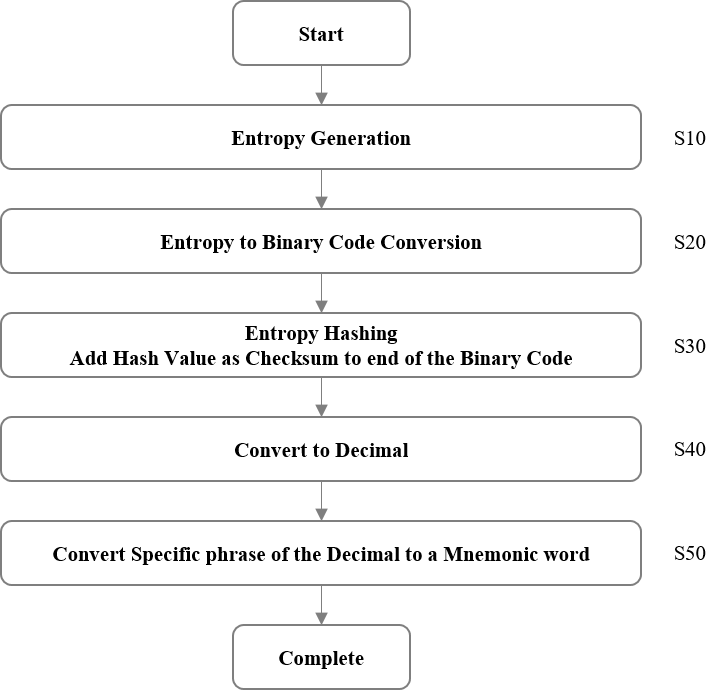 Start
Entropy Generation
S10
Entropy to Binary Code Conversion
S20
Entropy Hashing
Add Hash Value as Checksum to end of the Binary Code
S30
Convert to Decimal
S40
Convert Specific phrase of the Decimal to a Mnemonic word
S50
Complete